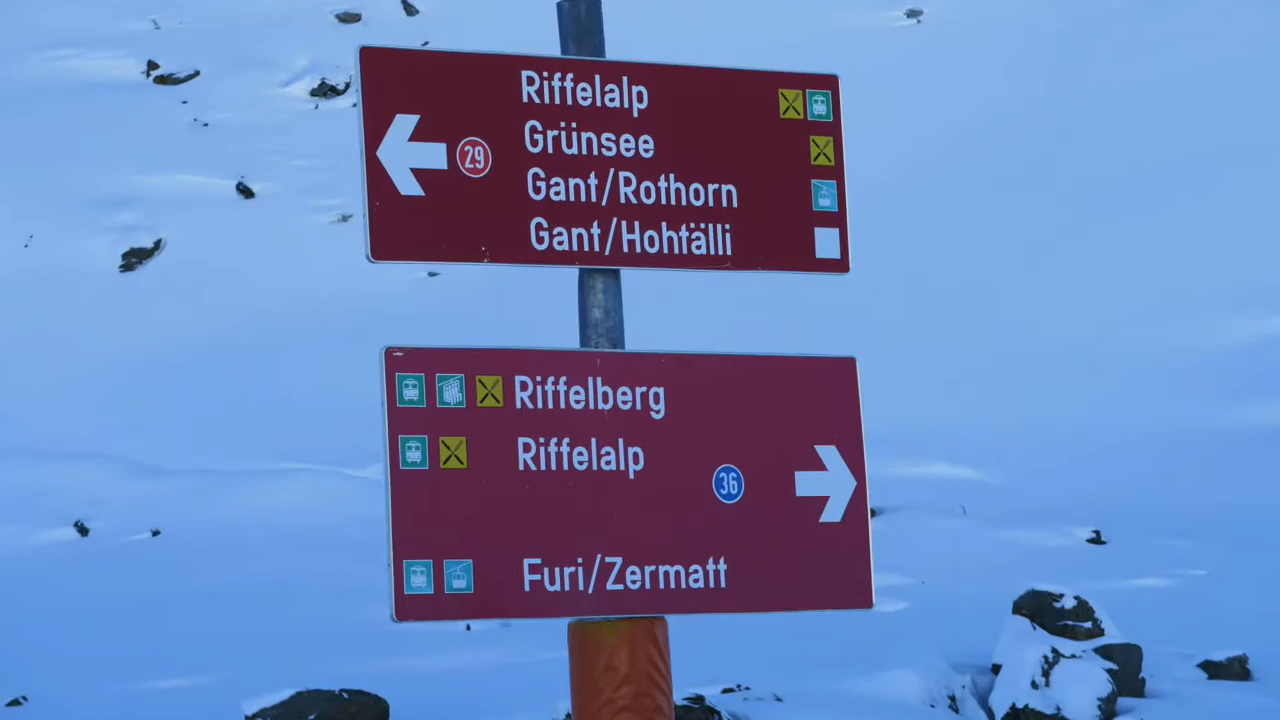 Riffelalp
Grünsee
29
Gant/Rothorn
Gant/Hohtälli
Riffelberg
Riffelalp
36
Furi/Zermatt